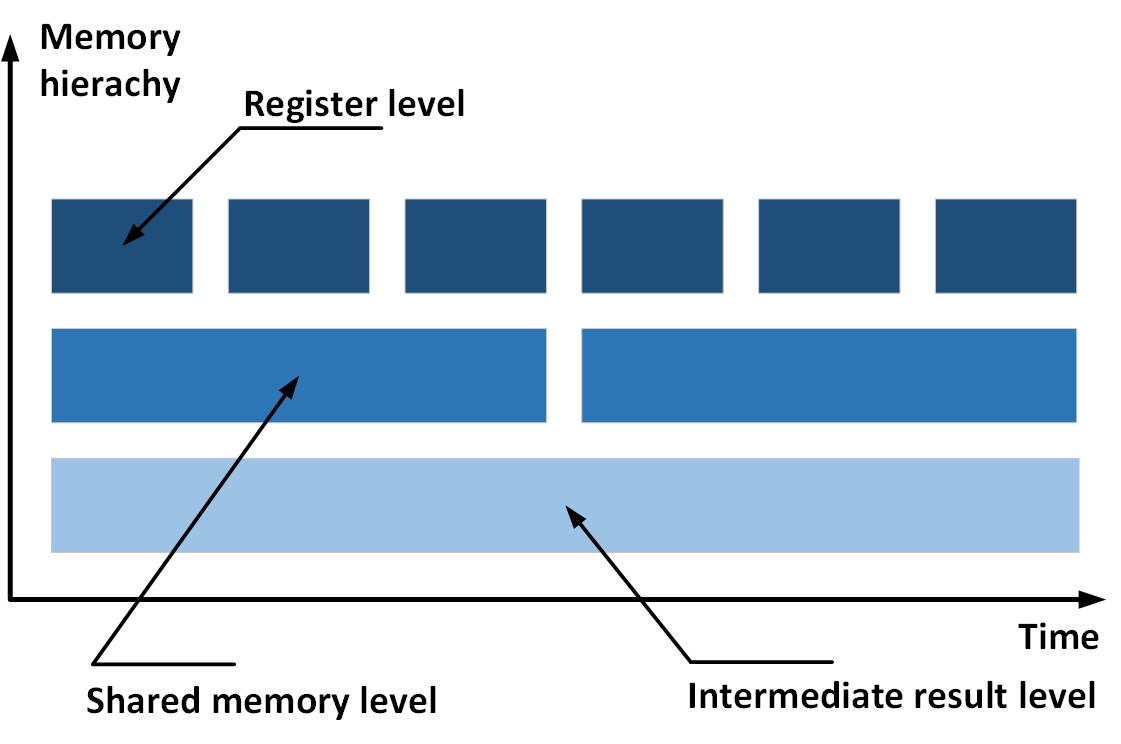 Memory
hierachy
Register level
Time
Shared memory level
Intermediate result level